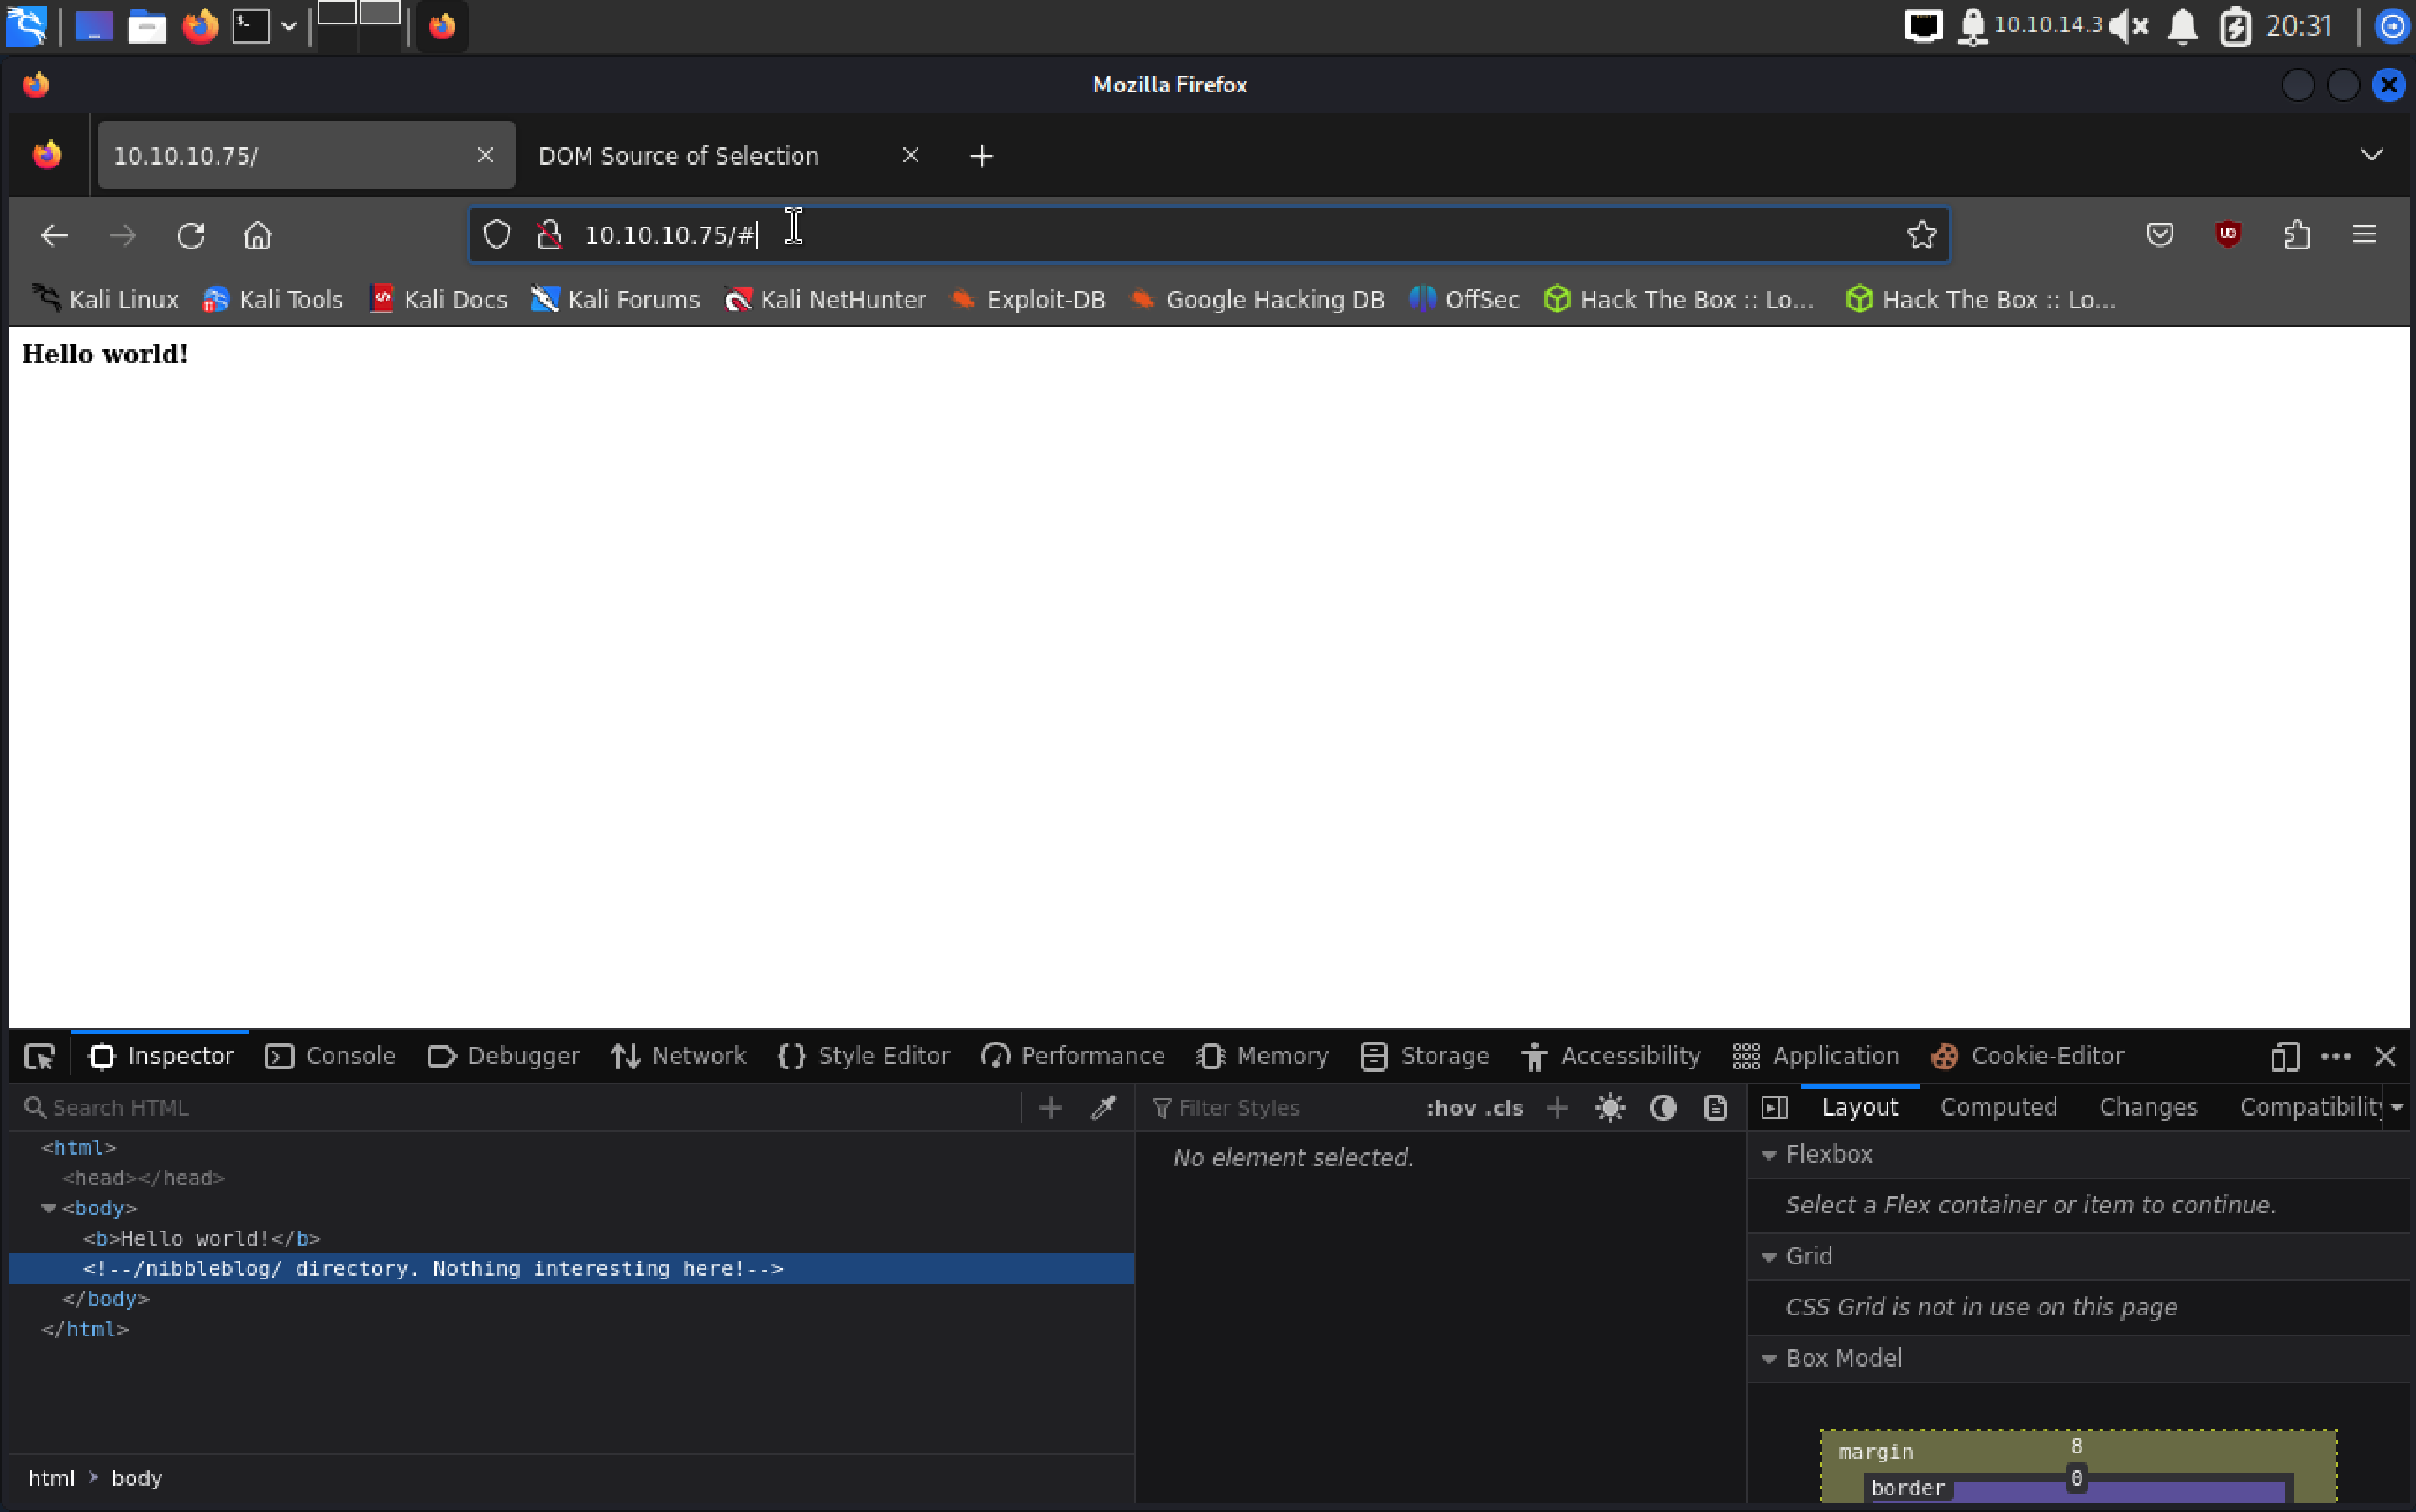 10.10.14.3 20:31
Mozilla Firefox
10.10.10.75/ DOM Source of Selection
10.10.10.75/#
Kali Linux Kali Tools Kali Docs Kali Forums Kali NetHunter Exploit-DB Google Hacking DB OffSec Hack The Box :: Lo... Hack The Box :: Lo...
Hello world!
Inspector Console Debugger Network Style Editor Performance Memory Storage Accessibility Application Cookie-Editor
Search HTML Filter Styles :hov .cls Layout Computed Changes Compatibilit
<html>
<head></head>
<body>
<b>Hello world!</b>
<!--/nibbleblog/ directory. Nothing interesting here!-->
</body>
</html>
html > body
No element selected.
Flexbox
Select a Flex container or item to continue.
Grid
CSS Grid is not in use on this page
Box Model
margin 8
border 0